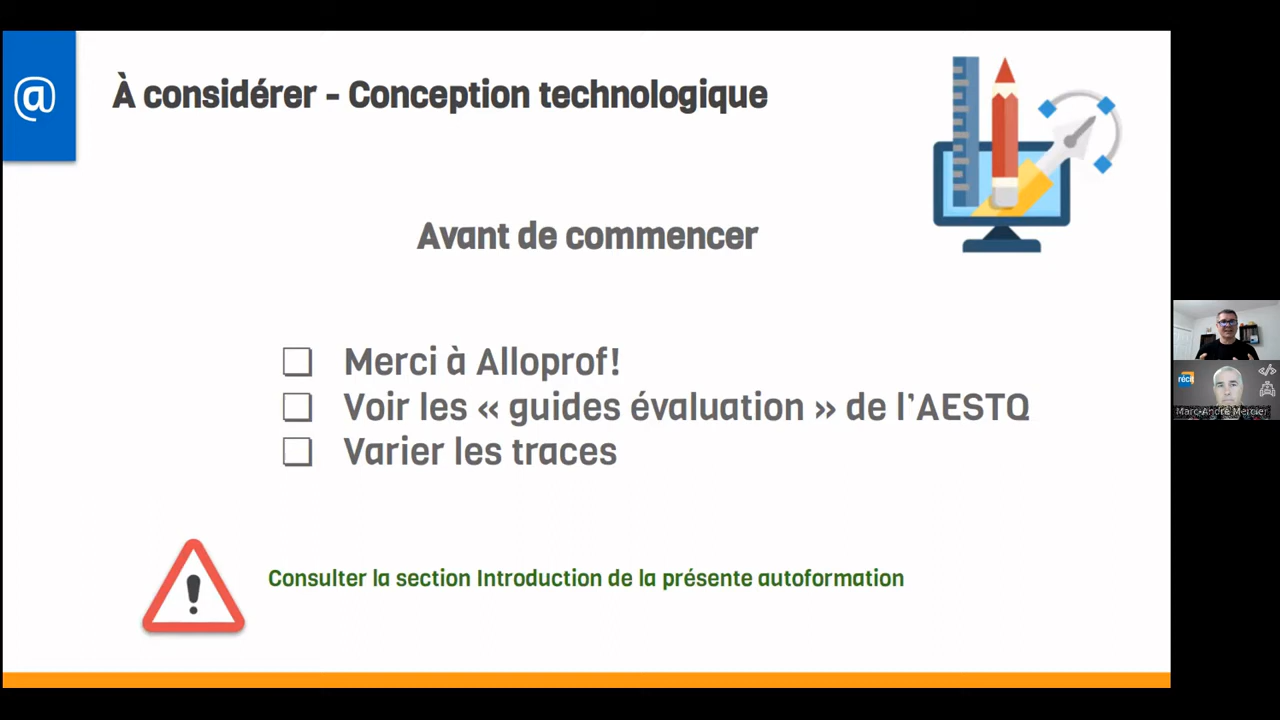 @
À considérer - Conception technologique
Avant de commencer
Merci à Alloprof!
Voir les « guides évaluation » de l'AESTQ
Varier les traces
!
Consulter la section Introduction de la présente autoformation
récit
</>
Marc-André Mercier